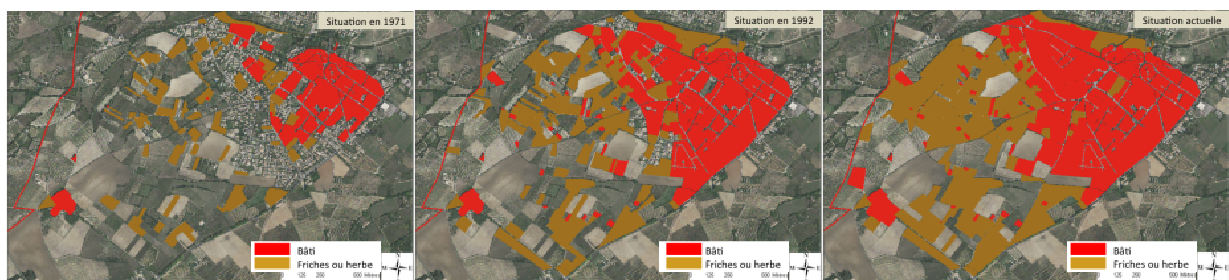 Situation en 1971
Bâti
Friches ou herbe
Situation en 1992
Bâti
Friches ou herbe
Situation actuelle
Bâti
Friches ou herbe